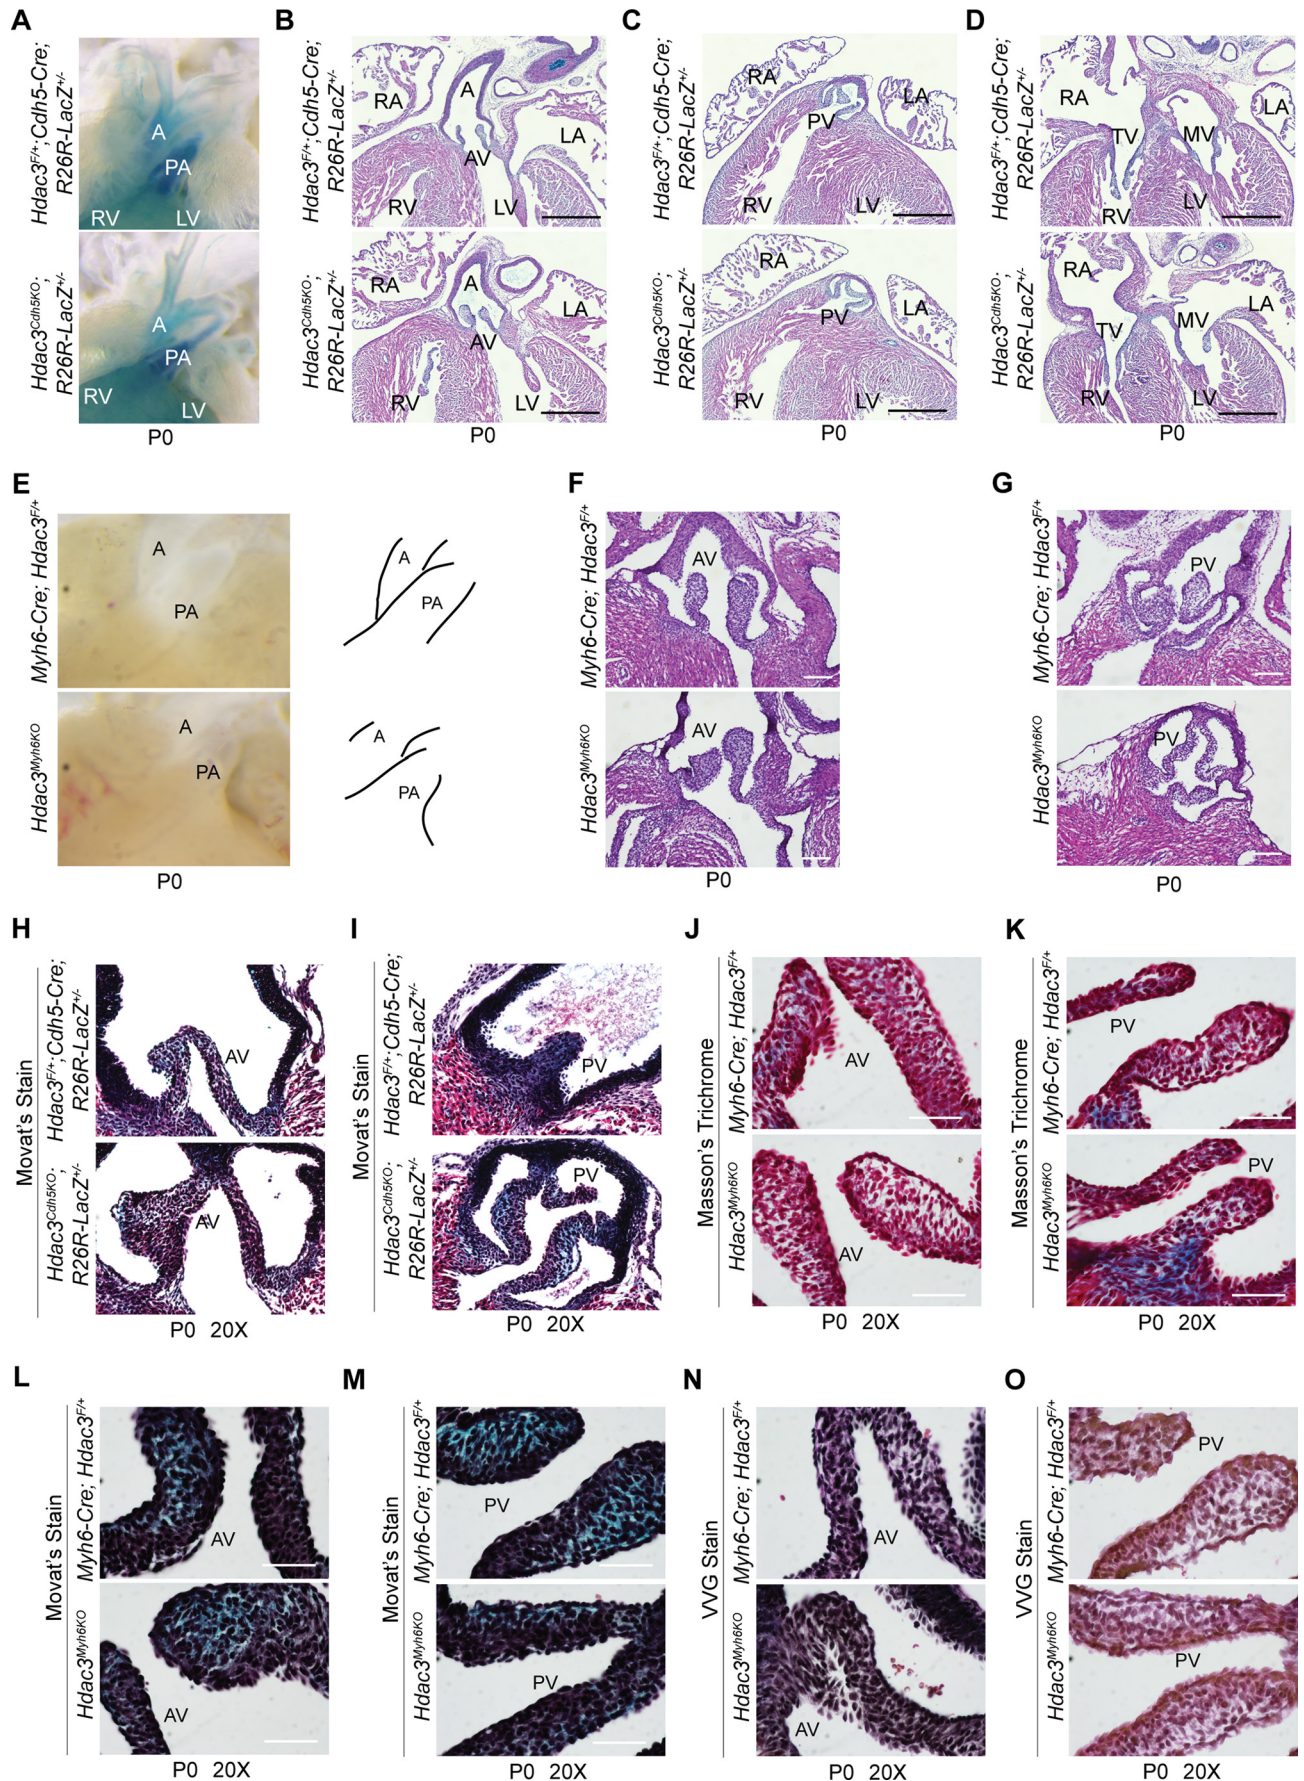 A
Hdac3F/+;Cdh5-Cre;
R26R-LacZ+/-
A
PA
RV
LV
Hdac3Cdh5KO;
R26R-LacZ+/-
A
PA
RV
LV
P0
B
Hdac3F/+;Cdh5-Cre;
R26R-LacZ+/-
RA
A
LA
AV
RV
LV
Hdac3Cdh5KO;
R26R-LacZ+/-
RA
A
LA
AV
RV
LV
P0
C
Hdac3F/+;Cdh5-Cre;
R26R-LacZ+/-
RA
LA
PV
RV
LV
Hdac3Cdh5KO;
R26R-LacZ+/-
RA
LA
PV
RV
LV
P0
D
Hdac3F/+;Cdh5-Cre;
R26R-LacZ+/-
RA
LA
TV
MV
RV
LV
Hdac3Cdh5KO;
R26R-LacZ+/-
RA
LA
TV
MV
RV
LV
P0
E
Myh6-Cre; Hdac3F/+
A
PA
A
PA
Hdac3Myh6KO
A
PA
A
PA
P0
F
Myh6-Cre; Hdac3F/+
AV
Hdac3Myh6KO
AV
P0
G
Myh6-Cre; Hdac3F/+
PV
Hdac3Myh6KO
PV
P0
H
Movat's Stain
Hdac3F/+;Cdh5-Cre;
R26R-LacZ+/-
AV
Hdac3Cdh5KO;
R26R-LacZ+/-
AV
P0 20X
I
Movat's Stain
Hdac3F/+;Cdh5-Cre;
R26R-LacZ+/-
PV
Hdac3Cdh5KO;
R26R-LacZ+/-
PV
P0 20X
J
Masson's Trichrome
Myh6-Cre; Hdac3F/+
AV
Hdac3Myh6KO
AV
P0 20X
K
Masson's Trichrome
Myh6-Cre; Hdac3F/+
PV
Hdac3Myh6KO
PV
P0 20X
L
Movat's Stain
Myh6-Cre; Hdac3F/+
AV
Hdac3Myh6KO
AV
P0 20X
M
Movat's Stain
Myh6-Cre; Hdac3F/+
PV
Hdac3Myh6KO
PV
P0 20X
N
VVG Stain
Myh6-Cre; Hdac3F/+
AV
Hdac3Myh6KO
AV
P0 20X
O
VVG Stain
Myh6-Cre; Hdac3F/+
PV
Hdac3Myh6KO
PV
P0 20X